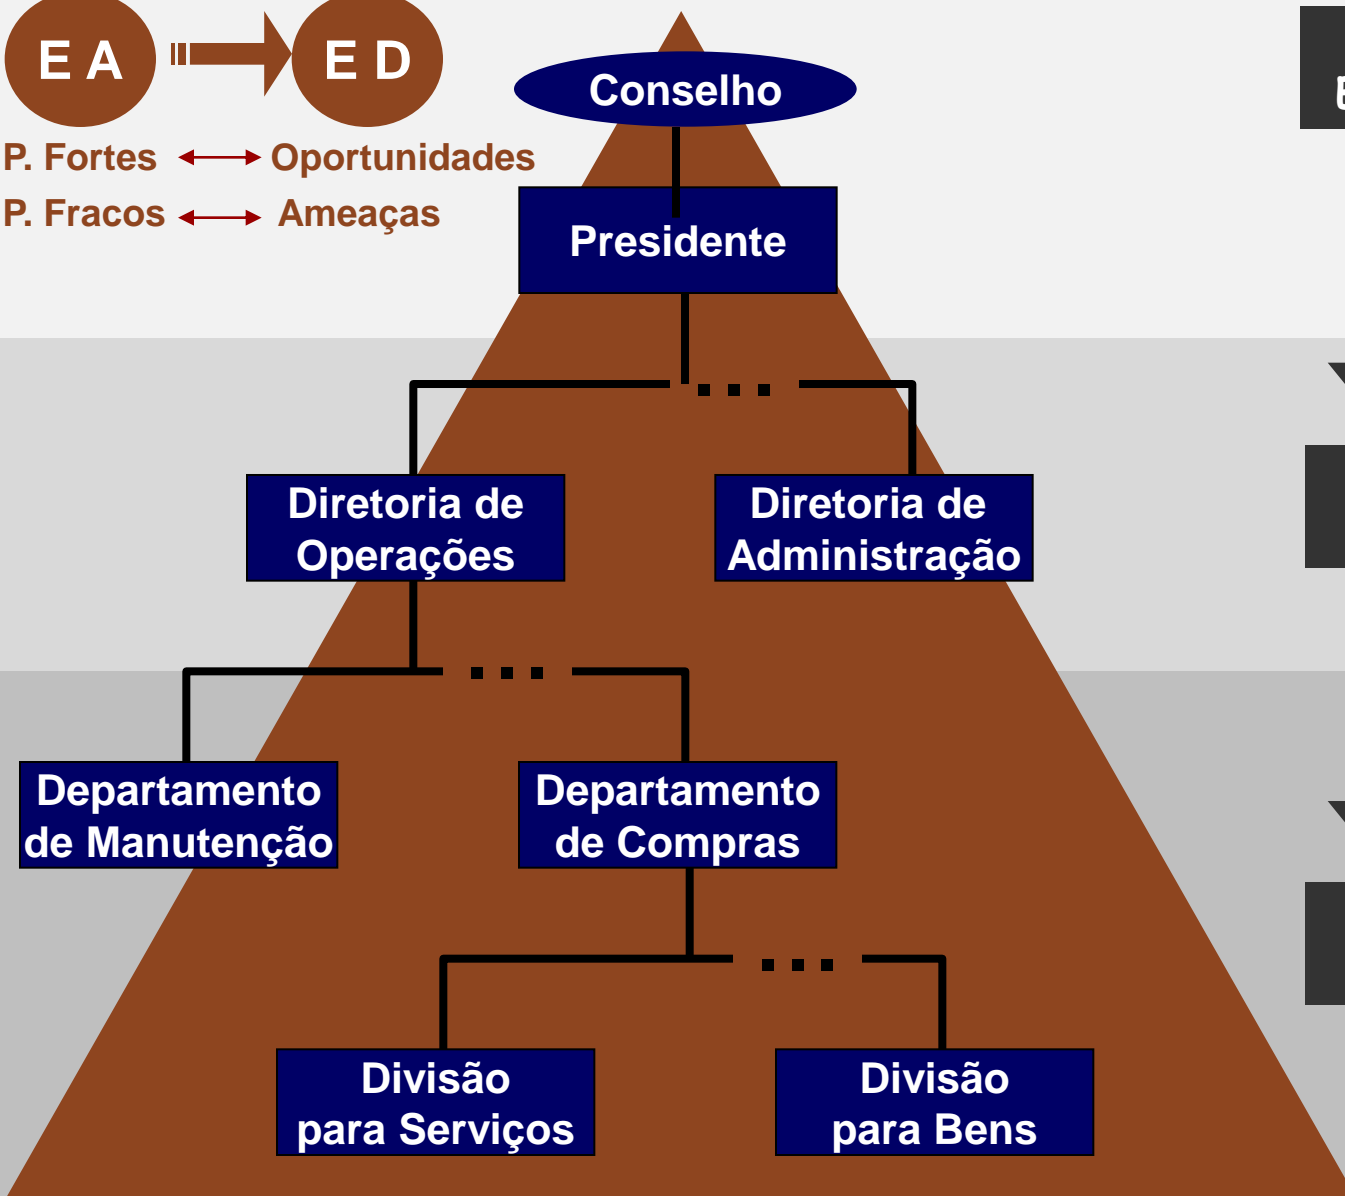 E A
E D
P. Fortes
Oportunidades
P. Fracos
Ameaças
Conselho
Presidente
Diretoria de
Operações
Diretoria de
Administração
Departamento
de Manutenção
Departamento
de Compras
Divisão
para Serviços
Divisão
para Bens